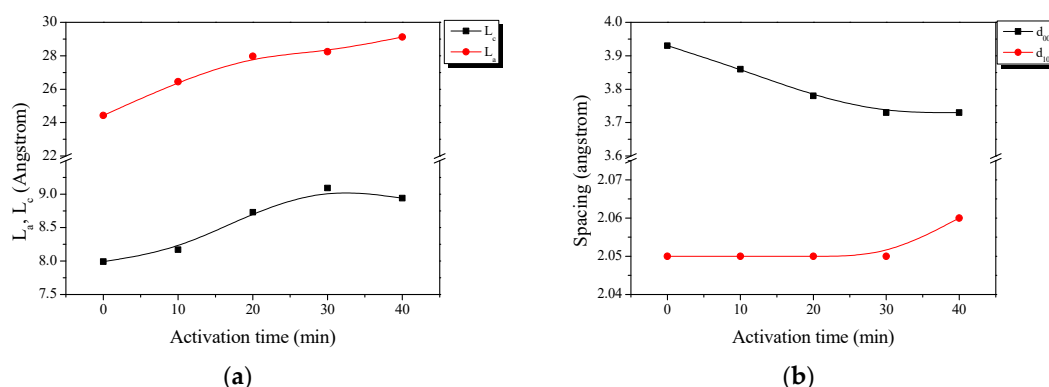 30
28
26
24
22
9.0
8.5
8.0
7.5
0 10 20 30 40
L_a, L_c (Angstrom)
Activation time (min)
L_c
L_a
(a)
4.0
3.9
3.8
3.7
3.6
2.07
2.06
2.05
2.04
0 10 20 30 40
Spacing (angstrom)
Activation time (min)
d_00
d_10
(b)